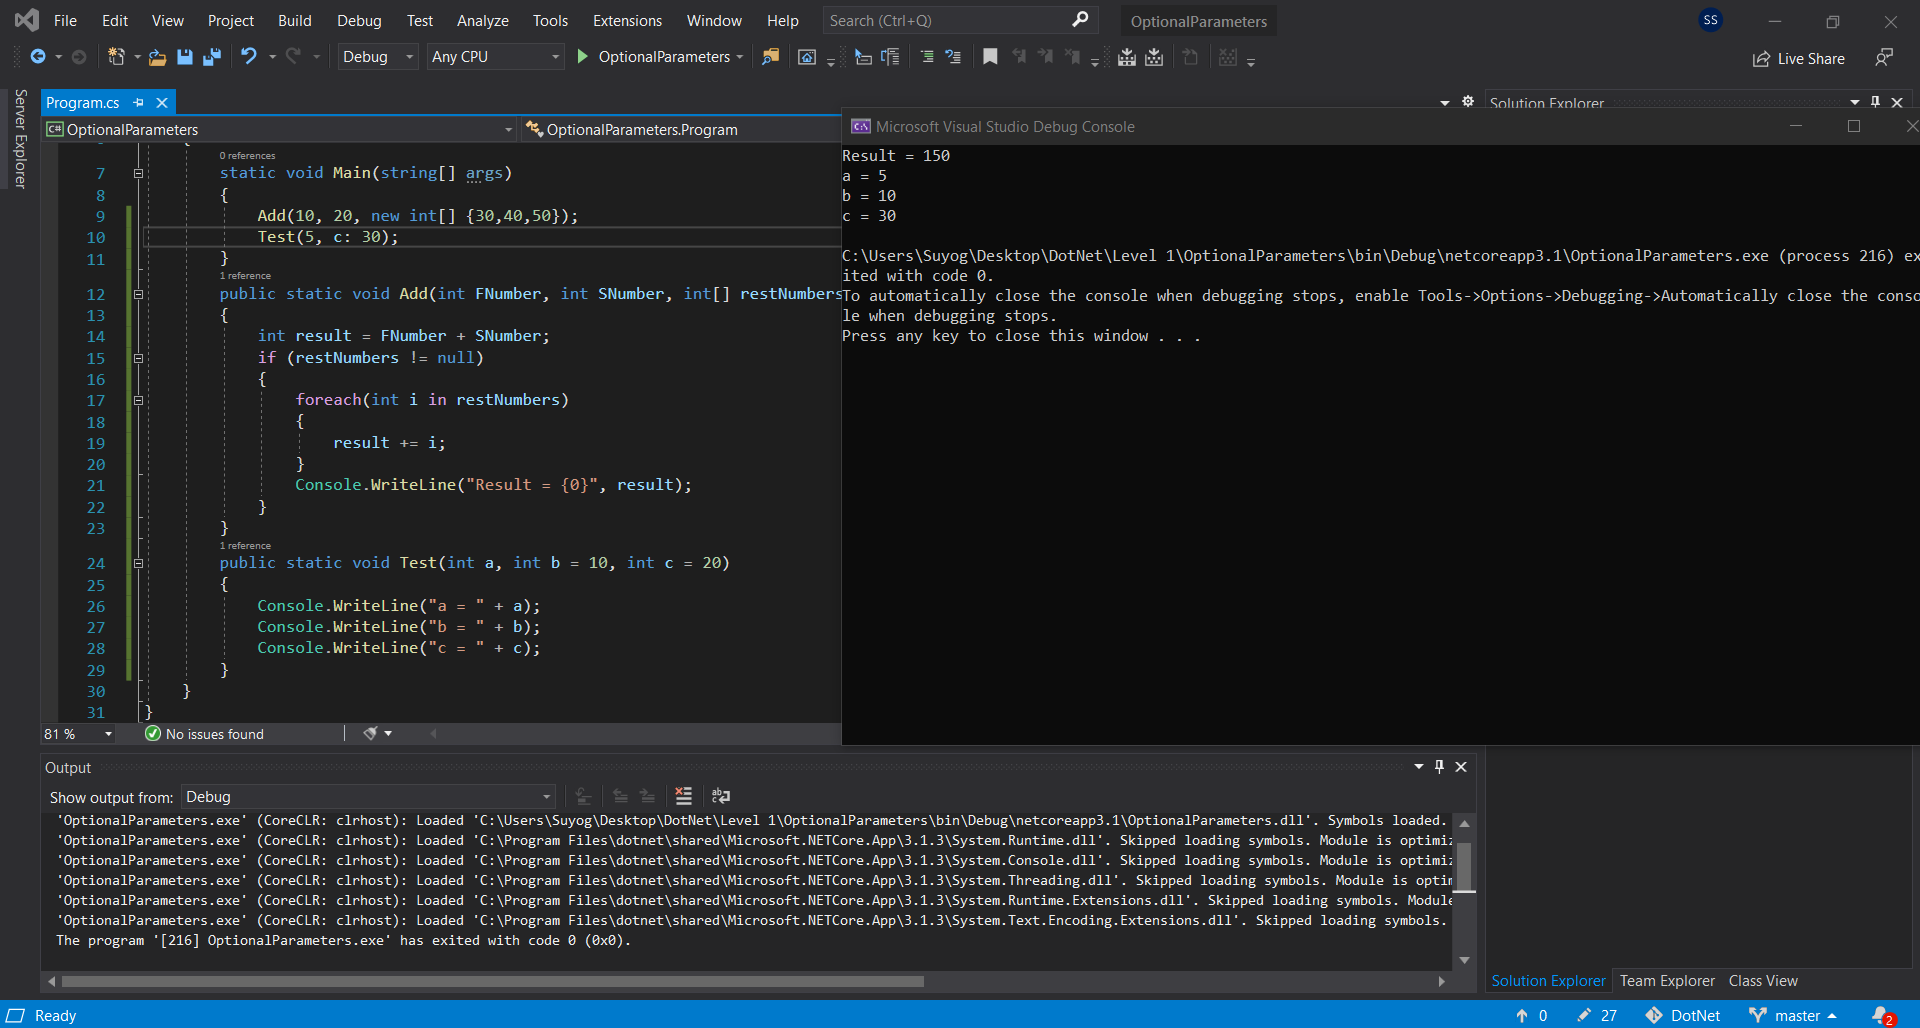 File Edit View Project Build Debug Test Analyze Tools Extensions Window Help Search (Ctrl+Q) OptionalParameters SS
Debug Any CPU OptionalParameters Live Share
Server Explorer
Program.cs
Solution Explorer
C# OptionalParameters OptionalParameters.Program
0 references
7 static void Main(string[] args)
8 {
9 Add(10, 20, new int[] {30,40,50});
10 Test(5, c: 30);
11 }
1 reference
12 public static void Add(int FNumber, int SNumber, int[] restNumbers
13 {
14 int result = FNumber + SNumber;
15 if (restNumbers != null)
16 {
17 foreach(int i in restNumbers)
18 {
19 result += i;
20 }
21 Console.WriteLine("Result = {0}", result);
22 }
23 }
1 reference
24 public static void Test(int a, int b = 10, int c = 20)
25 {
26 Console.WriteLine("a = " + a);
27 Console.WriteLine("b = " + b);
28 Console.WriteLine("c = " + c);
29 }
30 }
31 }
81 % No issues found
Microsoft Visual Studio Debug Console
Result = 150
a = 5
b = 10
c = 30
C:\Users\Suyog\Desktop\DotNet\Level 1\OptionalParameters\bin\Debug\netcoreapp3.1\OptionalParameters.exe (process 216) ex
ited with code 0.
To automatically close the console when debugging stops, enable Tools->Options->Debugging->Automatically close the conso
le when debugging stops.
Press any key to close this window . . .
Output
Show output from: Debug
'OptionalParameters.exe' (CoreCLR: clrhost): Loaded 'C:\Users\Suyog\Desktop\DotNet\Level 1\OptionalParameters\bin\Debug\netcoreapp3.1\OptionalParameters.dll'. Symbols loaded.
'OptionalParameters.exe' (CoreCLR: clrhost): Loaded 'C:\Program Files\dotnet\shared\Microsoft.NETCore.App\3.1.3\System.Runtime.dll'. Skipped loading symbols. Module is optimiz
'OptionalParameters.exe' (CoreCLR: clrhost): Loaded 'C:\Program Files\dotnet\shared\Microsoft.NETCore.App\3.1.3\System.Console.dll'. Skipped loading symbols. Module is optimiz
'OptionalParameters.exe' (CoreCLR: clrhost): Loaded 'C:\Program Files\dotnet\shared\Microsoft.NETCore.App\3.1.3\System.Threading.dll'. Skipped loading symbols. Module is optim
'OptionalParameters.exe' (CoreCLR: clrhost): Loaded 'C:\Program Files\dotnet\shared\Microsoft.NETCore.App\3.1.3\System.Runtime.Extensions.dll'. Skipped loading symbols. Module
'OptionalParameters.exe' (CoreCLR: clrhost): Loaded 'C:\Program Files\dotnet\shared\Microsoft.NETCore.App\3.1.3\System.Text.Encoding.Extensions.dll'. Skipped loading symbols.
The program '[216] OptionalParameters.exe' has exited with code 0 (0x0).
Solution Explorer Team Explorer Class View
Ready 0 27 DotNet master 2